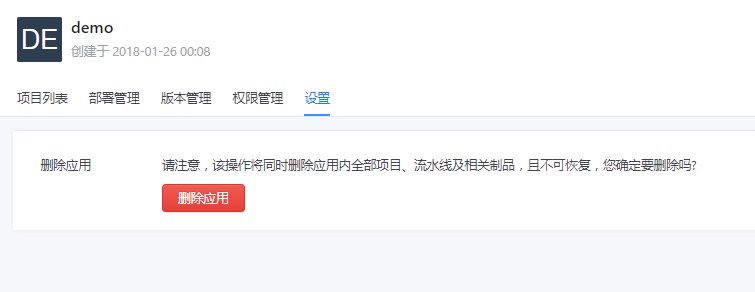 DE
demo
创建于 2018-01-26 00:08
项目列表 部署管理 版本管理 权限管理 设置
删除应用 请注意，该操作将同时删除应用内全部项目、流水线及相关制品，且不可恢复，您确定要删除吗?
删除应用